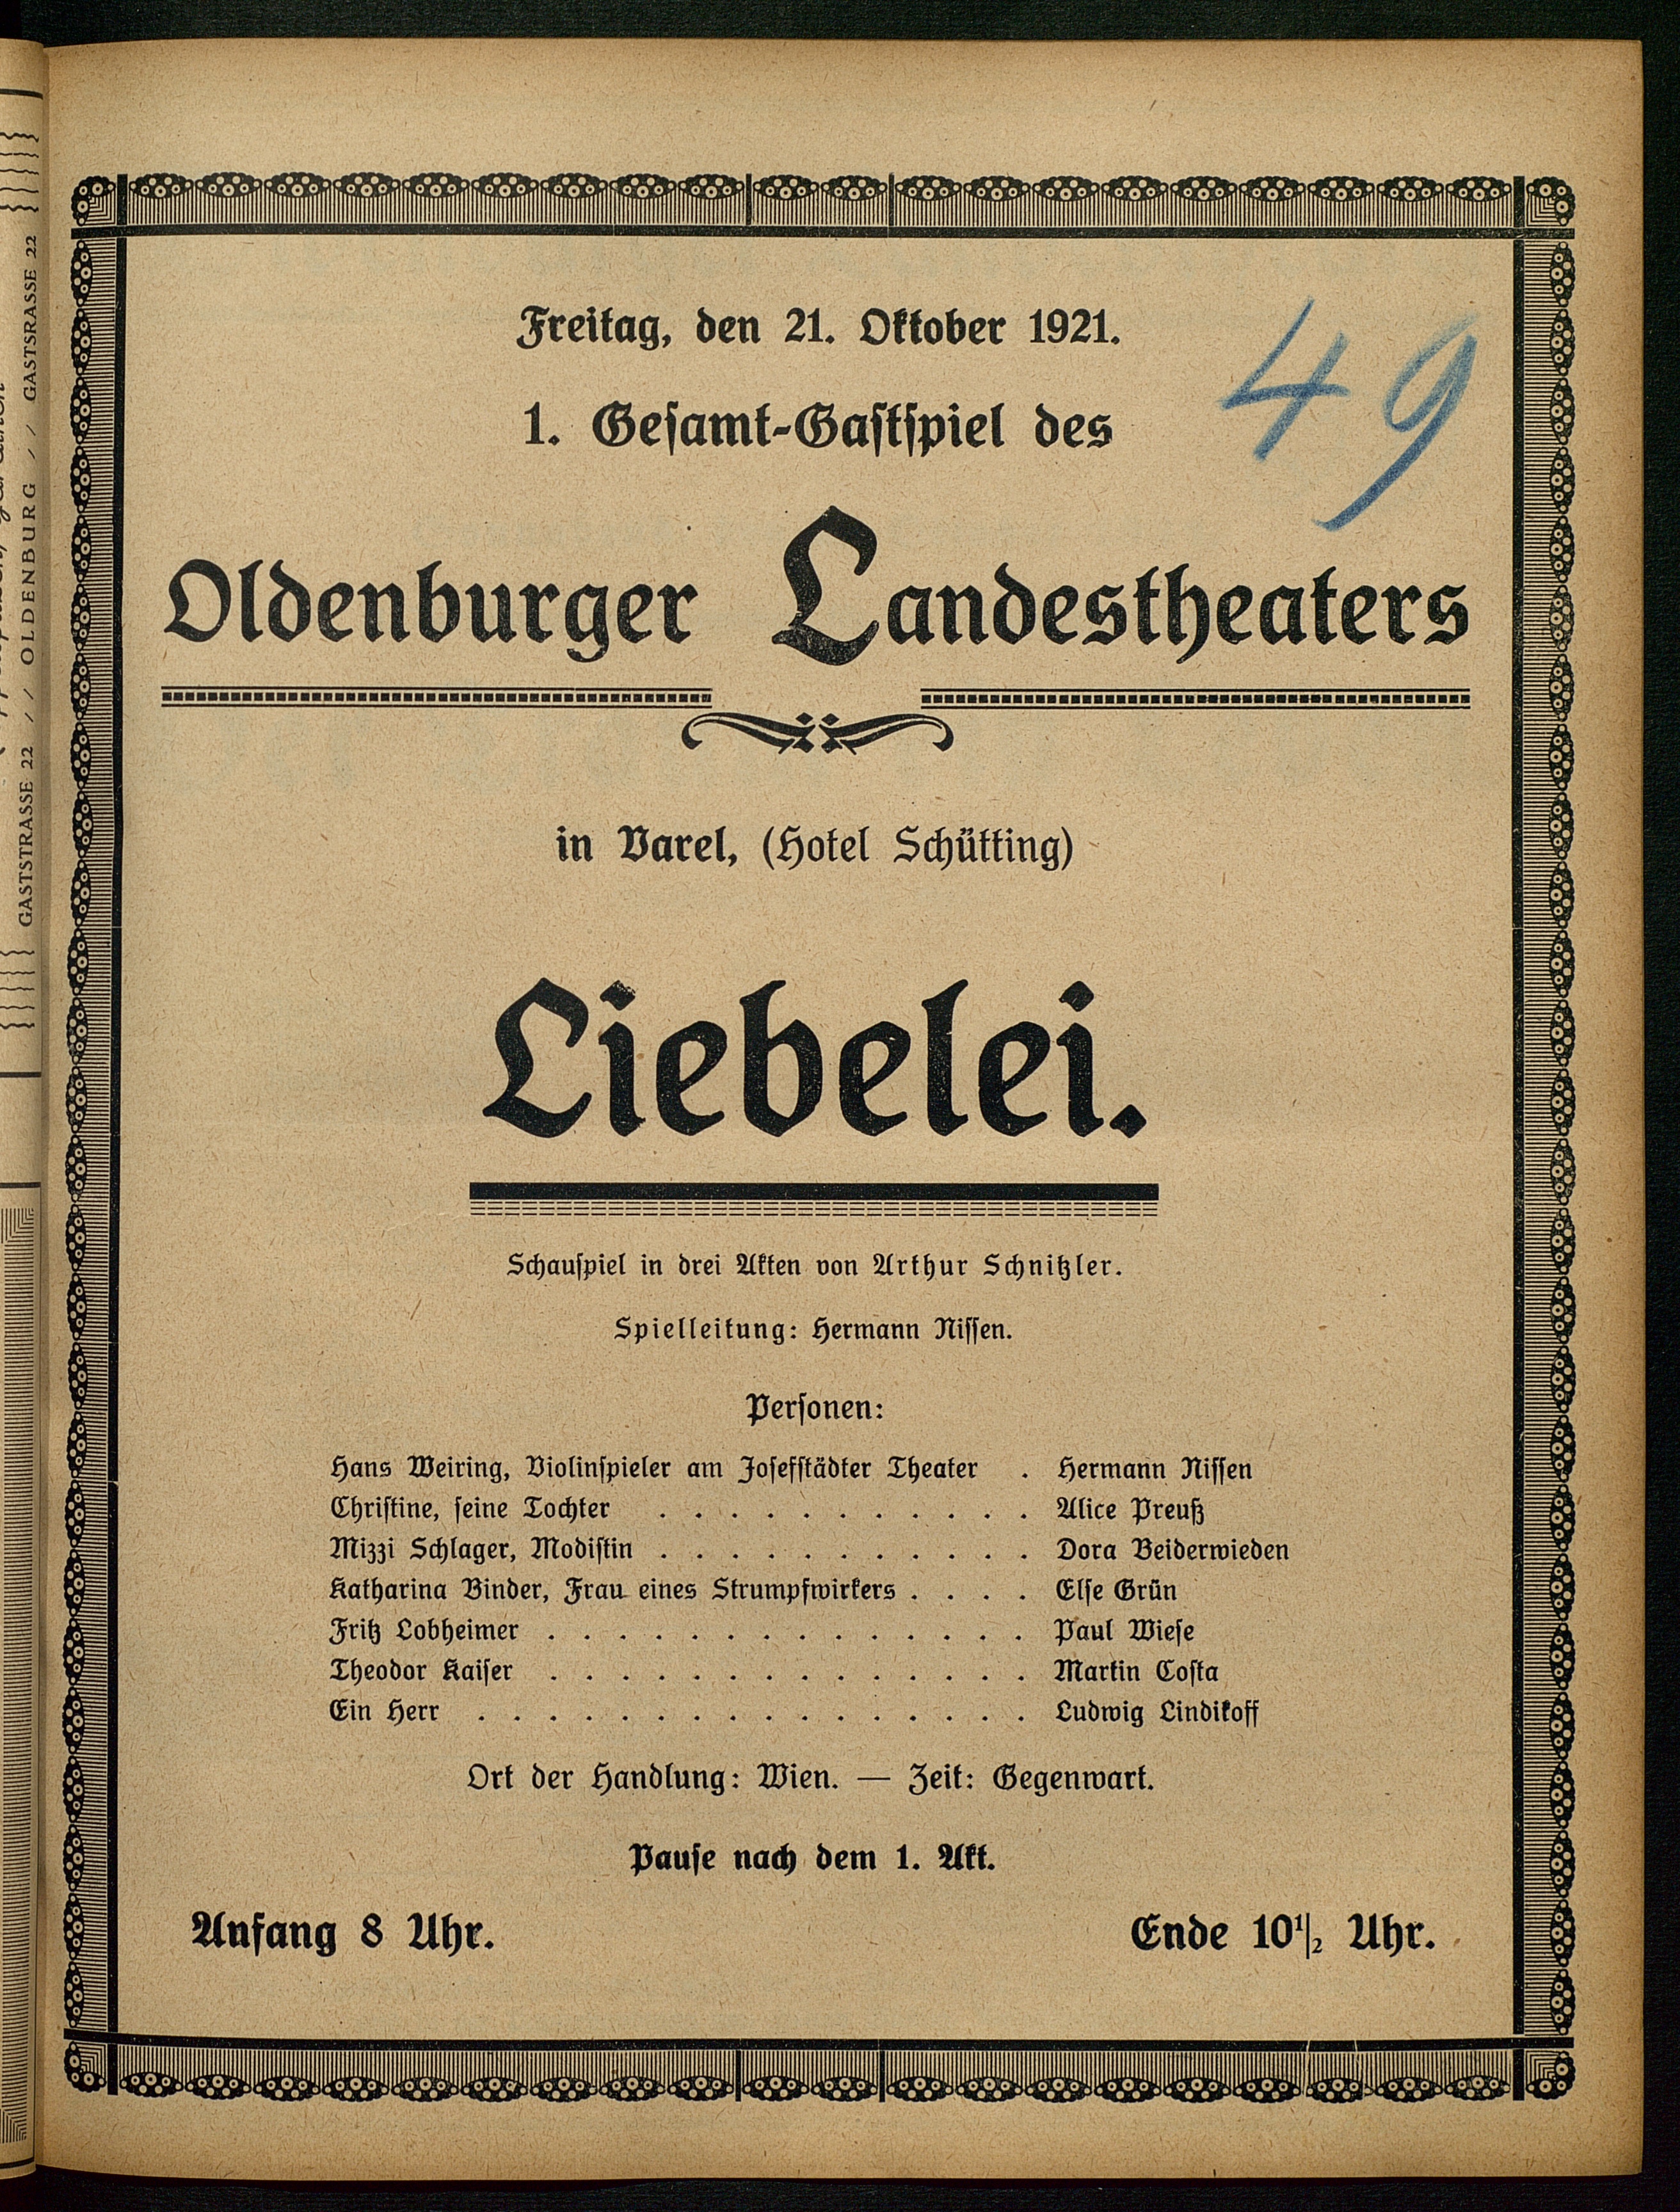 Freitag, den 21. Oktober 1921.
49
1. Geſamt-Gaſtſpiel des
Oldenburger Landestheaters
in Varel, (Hotel Schütting)
Liebelei.
Schauſpiel in drei Akten von Arthur Schnitzler.
Spielleitung: Hermann Niſſen.
Perſonen:
Hans Weiring, Violinſpieler am Joſefſtädter Theater . Hermann Niſſen
Chriſtine, ſeine Tochter . . . . . . . . . . . Alice Preuß
Mizzi Schlager, Modiſtin . . . . . . . . . . . Dora Beiderwieden
Katharina Binder, Frau eines Strumpfwirkers . . . . Elſe Grün
Fritz Lobheimer . . . . . . . . . . . . . . Paul Wieſe
Theodor Kaiſer . . . . . . . . . . . . . . Martin Coſta
Ein Herr . . . . . . . . . . . . . . . . Ludwig Lindikoff
Ort der Handlung: Wien. — Zeit: Gegenwart.
Pauſe nach dem 1. Akt.
Anfang 8 Uhr. Ende 10½ Uhr.
GASTSTRASSE 22 // OLDENBURG // GASTSRASSE 22